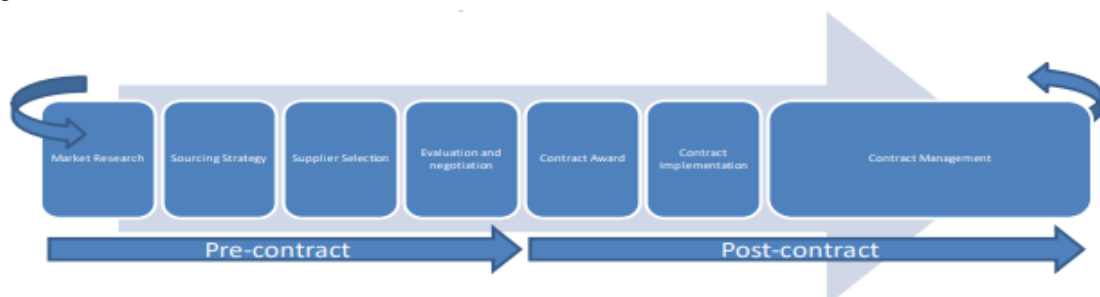 Market Research
Sourcing Strategy
Supplier Selection
Evaluation and
negotiation
Contract Award
Contract
Implementation
Contract Management
Pre-contract
Post-contract